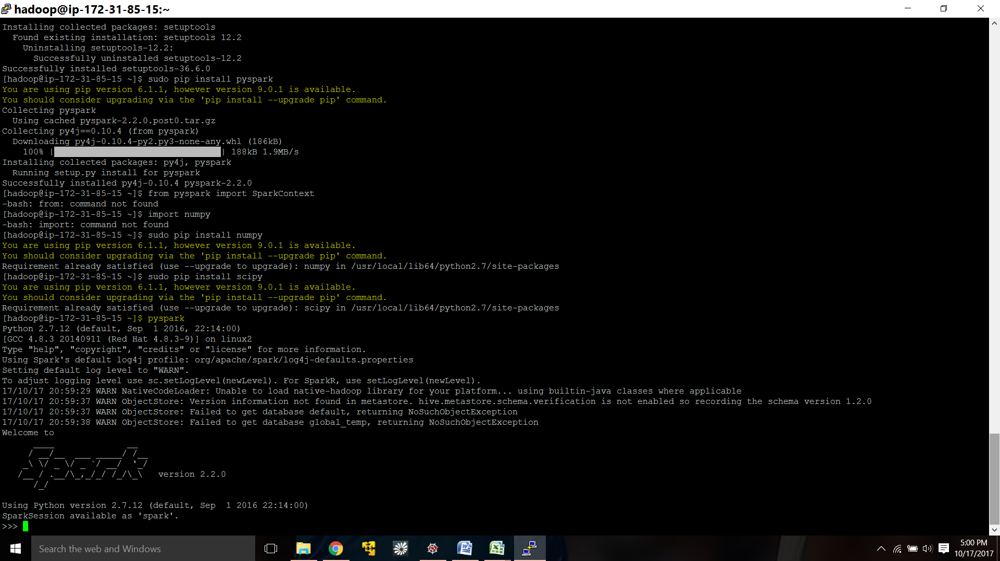 hadoop@ip-172-31-85-15:~
Installing collected packages: setuptools
  Found existing installation: setuptools 12.2
    Uninstalling setuptools-12.2:
      Successfully uninstalled setuptools-12.2
Successfully installed setuptools-36.6.0
[hadoop@ip-172-31-85-15 ~]$ sudo pip install pyspark
You are using pip version 6.1.1, however version 9.0.1 is available.
You should consider upgrading via the 'pip install --upgrade pip' command.
Collecting pyspark
  Using cached pyspark-2.2.0.post0.tar.gz
Collecting py4j==0.10.4 (from pyspark)
  Downloading py4j-0.10.4-py2.py3-none-any.whl (186kB)
    100% || 188kB 1.9MB/s
Installing collected packages: py4j, pyspark
  Running setup.py install for pyspark
Successfully installed py4j-0.10.4 pyspark-2.2.0
[hadoop@ip-172-31-85-15 ~]$ from pyspark import SparkContext
-bash: from: command not found
[hadoop@ip-172-31-85-15 ~]$ import numpy
-bash: import: command not found
[hadoop@ip-172-31-85-15 ~]$ sudo pip install numpy
You are using pip version 6.1.1, however version 9.0.1 is available.
You should consider upgrading via the 'pip install --upgrade pip' command.
Requirement already satisfied (use --upgrade to upgrade): numpy in /usr/local/lib64/python2.7/site-packages
[hadoop@ip-172-31-85-15 ~]$ sudo pip install scipy
You are using pip version 6.1.1, however version 9.0.1 is available.
You should consider upgrading via the 'pip install --upgrade pip' command.
Requirement already satisfied (use --upgrade to upgrade): scipy in /usr/local/lib64/python2.7/site-packages
[hadoop@ip-172-31-85-15 ~]$ pyspark
Python 2.7.12 (default, Sep  1 2016, 22:14:00)
[GCC 4.8.3 20140911 (Red Hat 4.8.3-9)] on linux2
Type "help", "copyright", "credits" or "license" for more information.
Using Spark's default log4j profile: org/apache/spark/log4j-defaults.properties
Setting default log level to "WARN".
To adjust logging level use sc.setLogLevel(newLevel). For SparkR, use setLogLevel(newLevel).
17/10/17 20:59:29 WARN NativeCodeLoader: Unable to load native-hadoop library for your platform... using builtin-java classes where applicable
17/10/17 20:59:37 WARN ObjectStore: Version information not found in metastore. hive.metastore.schema.verification is not enabled so recording the schema version 1.2.0
17/10/17 20:59:37 WARN ObjectStore: Failed to get database default, returning NoSuchObjectException
17/10/17 20:59:38 WARN ObjectStore: Failed to get database global_temp, returning NoSuchObjectException
Welcome to
      ____              __
     / __/__  ___ _____/ /__
    _\ \/ _ \/ _ `/ __/  '_/
   /__ / .__/\_,_/_/ /_/\_\   version 2.2.0
      /_/
Using Python version 2.7.12 (default, Sep  1 2016 22:14:00)
SparkSession available as 'spark'.
>>>
Search the web and Windows
5:00 PM
10/17/2017